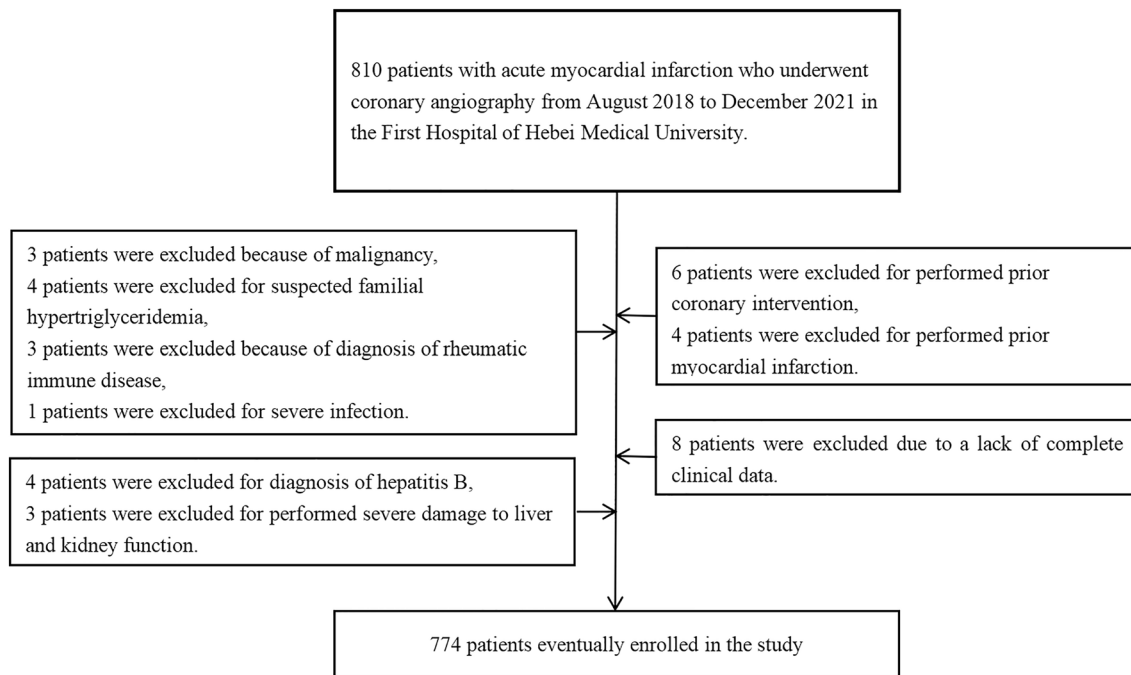 810 patients with acute myocardial infarction who underwent
coronary angiography from August 2018 to December 2021 in
the First Hospital of Hebei Medical University.
3 patients were excluded because of malignancy,
4 patients were excluded for suspected familial
hypertriglyceridemia,
3 patients were excluded because of diagnosis of rheumatic
immune disease,
1 patients were excluded for severe infection.
6 patients were excluded for performed prior
coronary intervention,
4 patients were excluded for performed prior
myocardial infarction.
8 patients were excluded due to a lack of complete
clinical data.
4 patients were excluded for diagnosis of hepatitis B,
3 patients were excluded for performed severe damage to liver
and kidney function.
774 patients eventually enrolled in the study